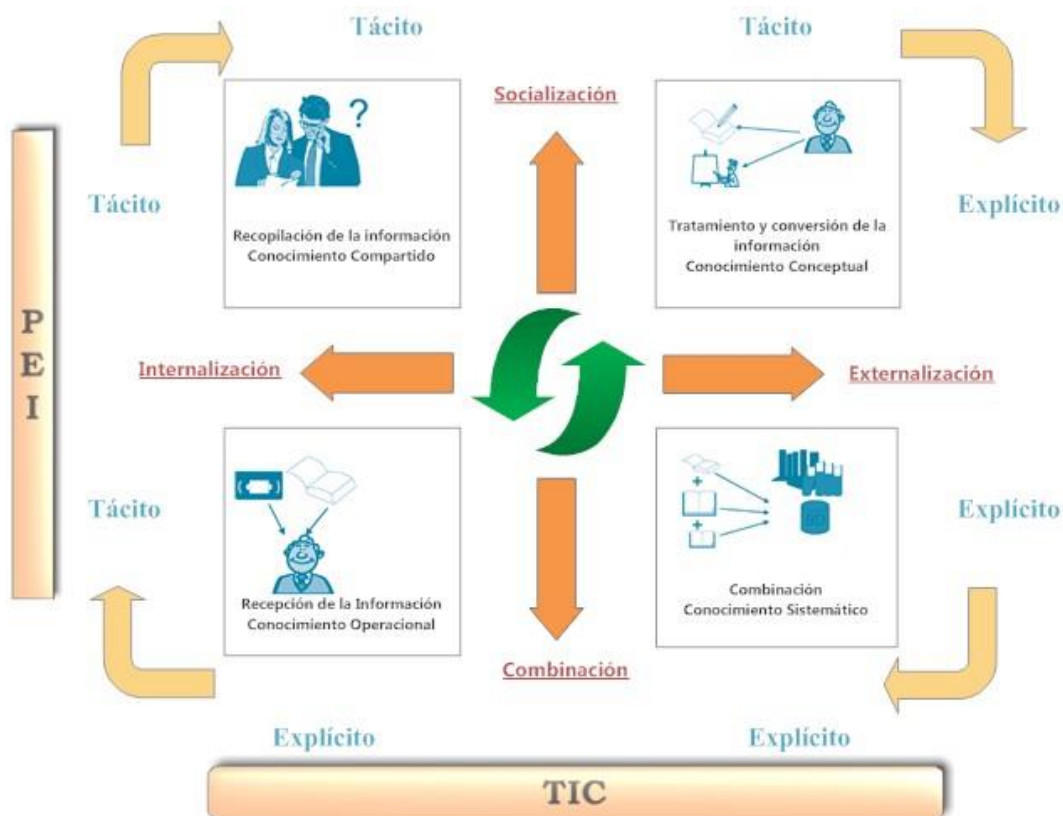 Tácito
Tácito
Socialización
?
Tácito
Explícito
Recopilación de la información
Conocimiento Compartido
Tratamiento y conversión de la
información
Conocimiento Conceptual
P
E
I
Internalización
Externalización
Tácito
Explícito
+
+
BD
Recepción de la Información
Conocimiento Operacional
Combinación
Conocimiento Sistemático
Combinación
Explícito
Explícito
TIC